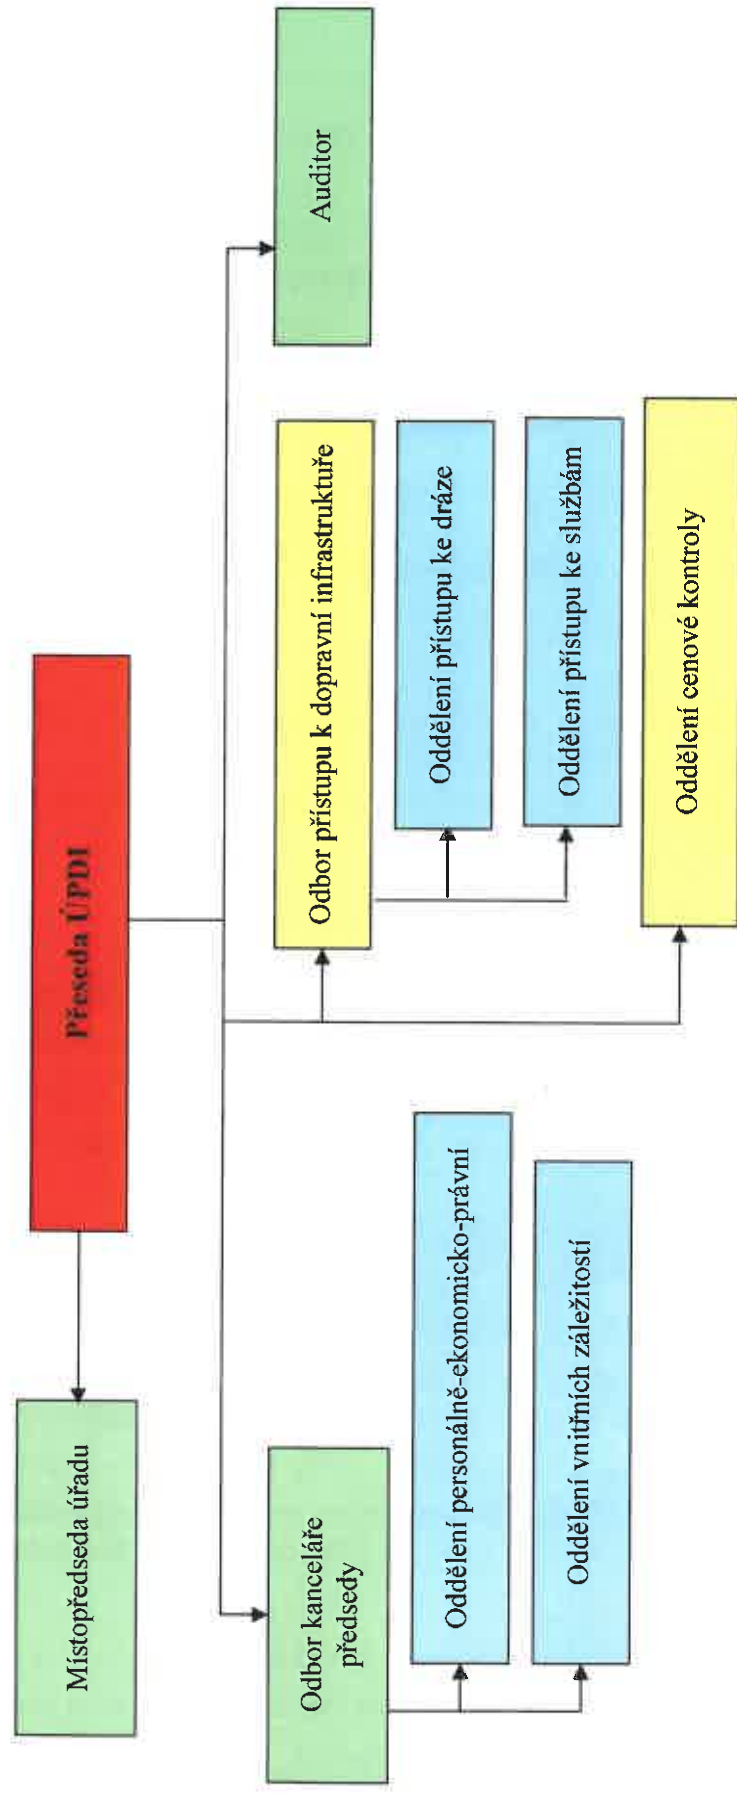 Přeseda ÚPDI
Místopředseda úřadu
Odbor kanceláře
předsedy
Oddělení personálně-ekonomicko-právní
Oddělení vnitřních záležitostí
Odbor přístupu k dopravní infrastruktuře
Oddělení přístupu ke dráze
Oddělení přístupu ke službám
Oddělení cenové kontroly
Auditor